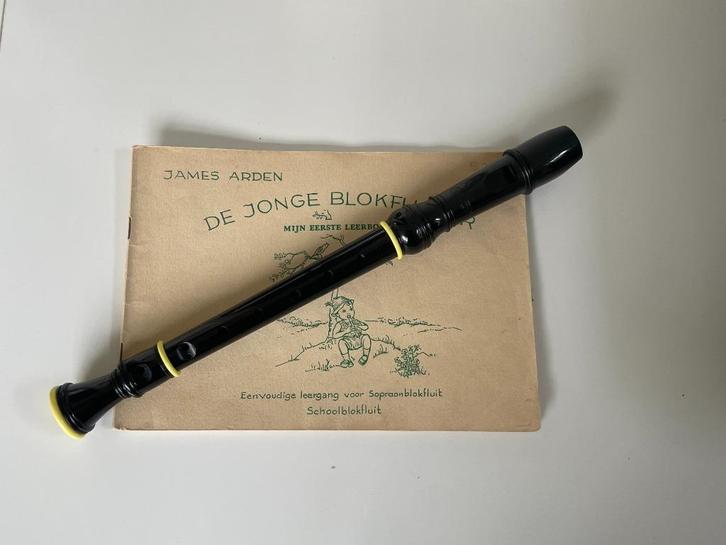 JAMES ARDEN
DE JONGE
MIJN EERSTE
Eenvoudige leergang voor Sopraanblokfluit
Schoolblokfluit